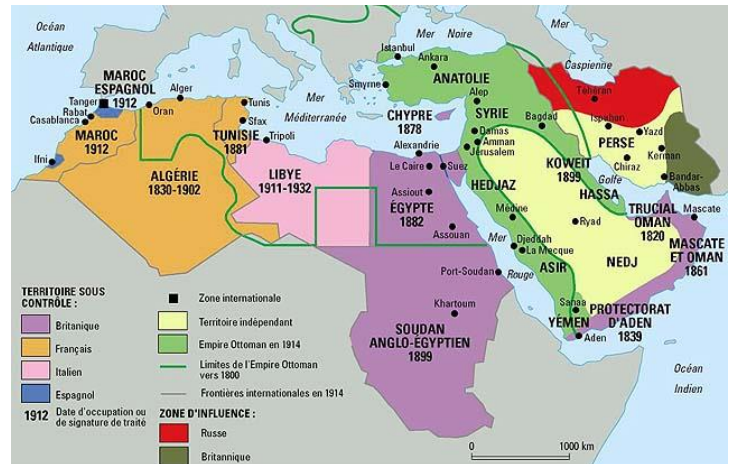 Océan
Atlantique
Mer Noire
Mer
Caspienne
Istanbul
Ankara
ANATOLIE
Smyrne
Alep
SYRIE
Téhéran
Ispahan
Yazd
PERSE
Kerman
Chiraz
Bandar-
Abbas
Bagdad
MAROC
ESPAGNOL
1912
Tanger
Rabat
Casablanca
MAROC
1912
Ifni
Alger
Oran
Tunis
Sfax
TUNISIE
1881
Tripoli
Mer
Méditerranée
CHYPRE
1878
Damas
Amman
Jérusalem
Alexandrie
Le Caire
Suez
ALGÉRIE
1830-1902
LIBYE
1911-1932
Assiout
ÉGYPTE
1882
Assouan
HEDJAZ
KOWEIT
1899
Golfe
HASSA
TRUCIAL
OMAN
1820
Mascate
MASCATE
ET OMAN
1861
Médine
Ryad
Mer
Rouge
Djeddah
La Mecque
NEDJ
ASIR
Port-Soudan
Khartoum
SOUDAN
ANGLO-ÉGYPTIEN
1899
Sanaa
YÉMEN
Aden
PROTECTORAT
D'ADEN
1839
Océan
Indien
TERRITOIRE SOUS
CONTRÔLE :
Britanique
Français
Italien
Espagnol
1912 Date d'occupation ou
de signature de traité
Zone internationale
Territoire indépendant
Empire Ottoman en 1914
Limites de l'Empire Ottoman
vers 1800
Frontières internationales en 1914
ZONE D'INFLUENCE :
Russe
Britannique
0 1000 km